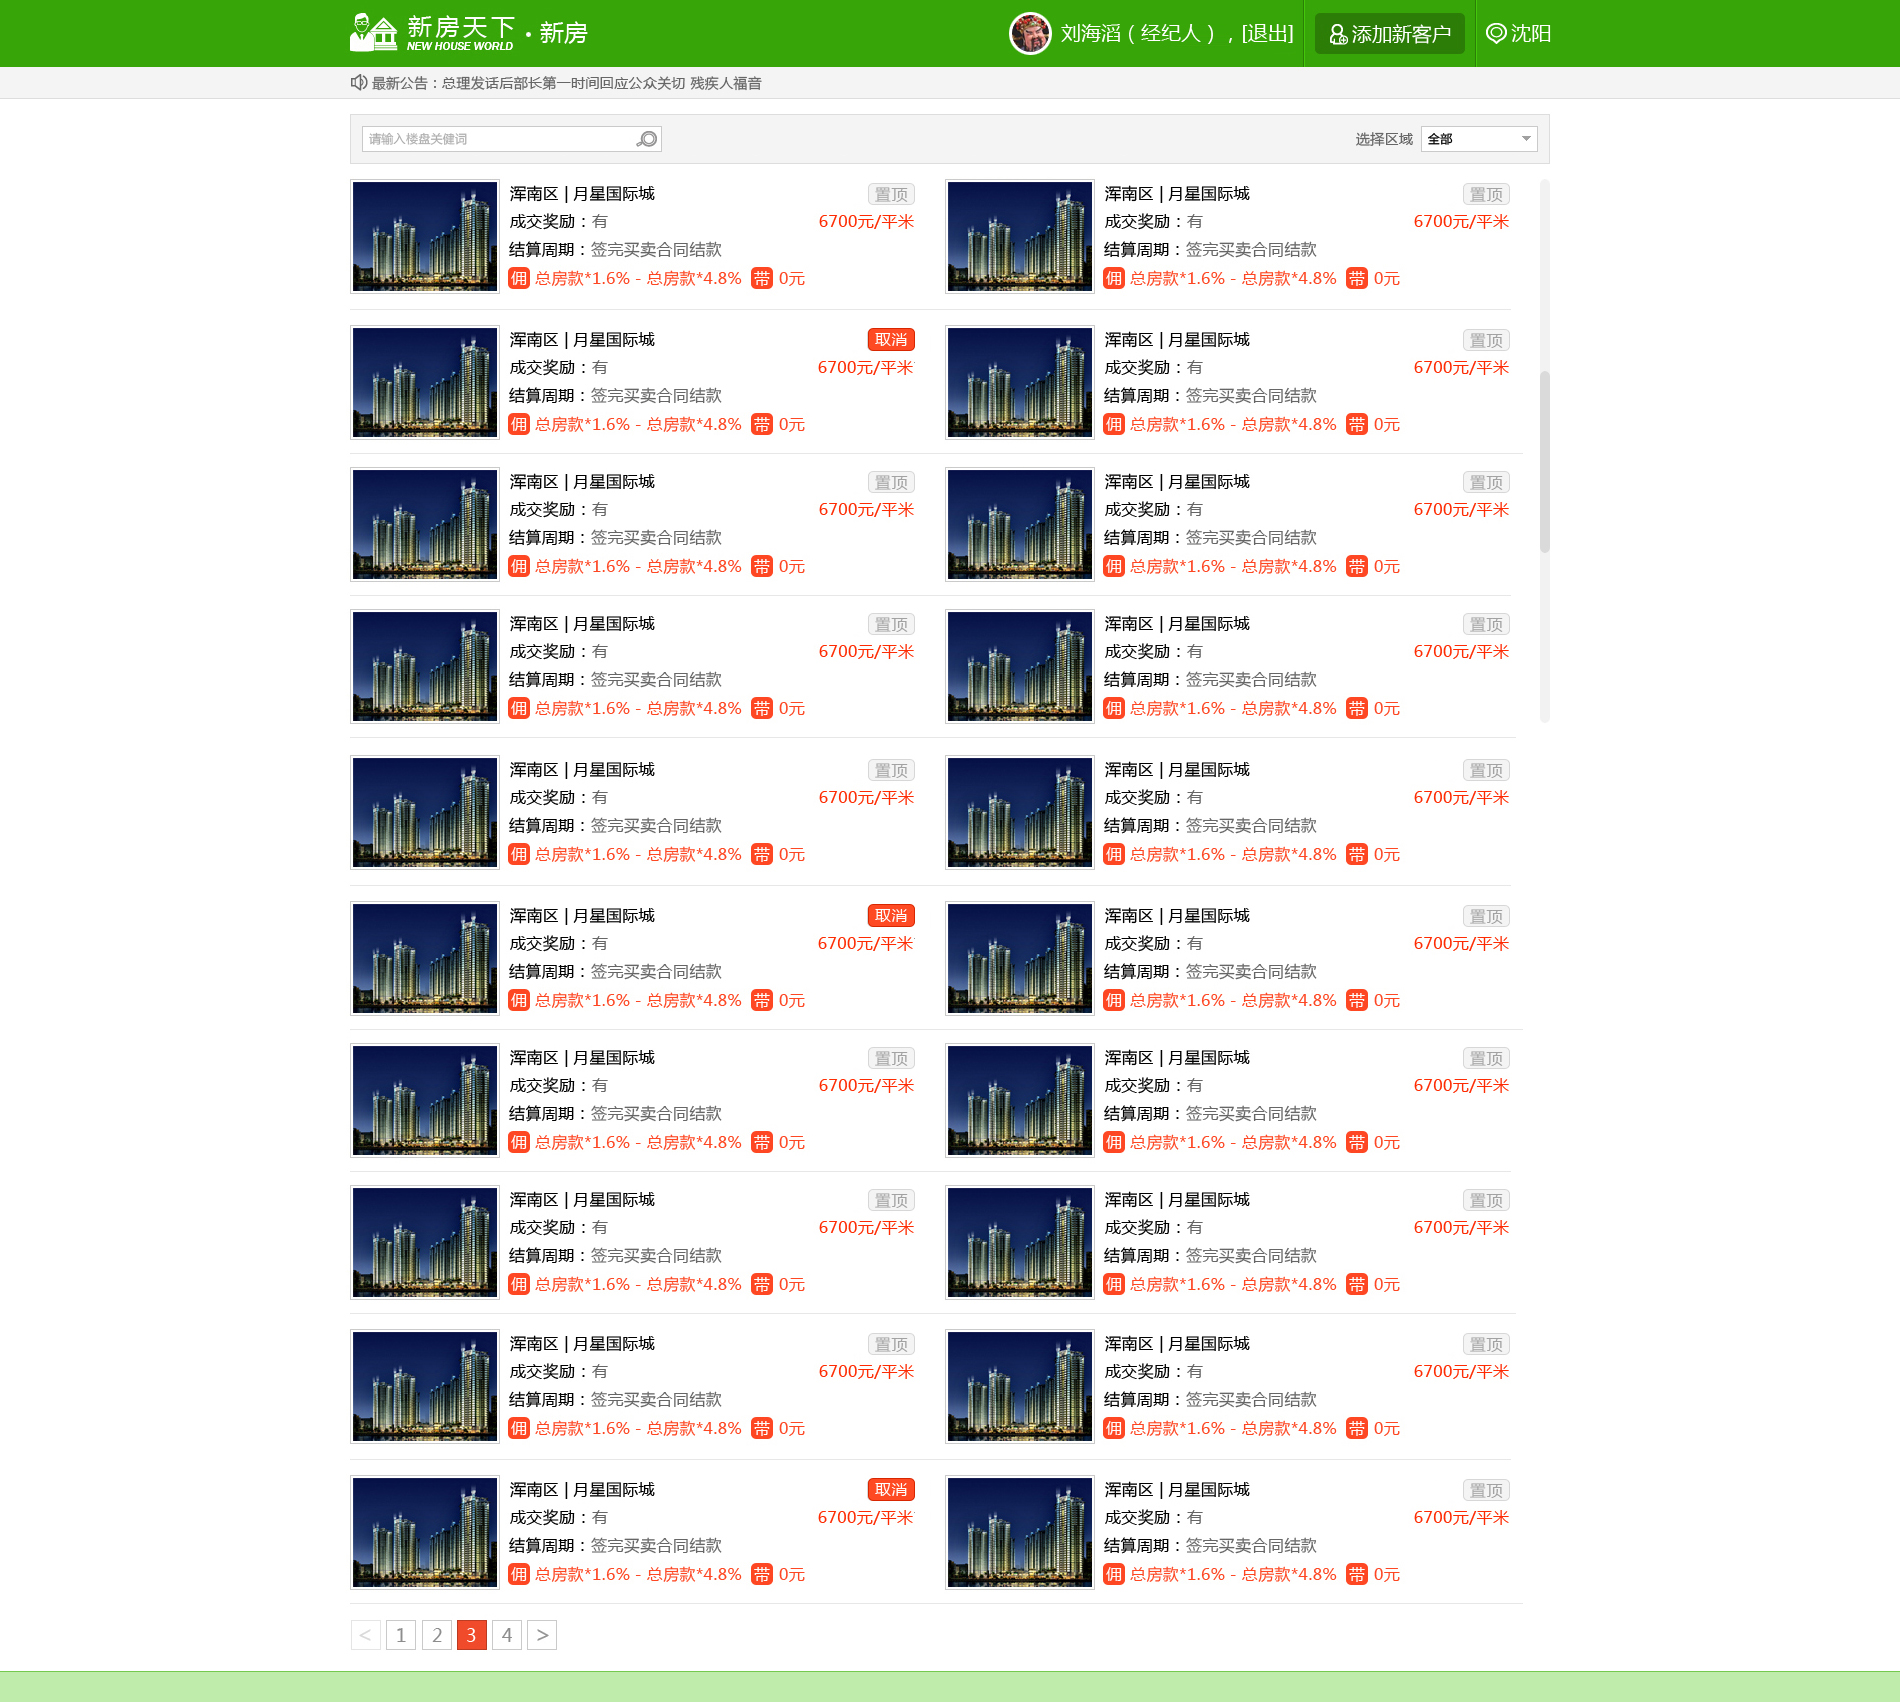 新房天下 · 新房
NEW HOUSE WORLD
刘海滔（经纪人），[退出]
添加新客户
沈阳
最新公告：总理发话后部长第一时间回应公众关切 残疾人福音
请输入楼盘关健词
选择区域 全部
浑南区 | 月星国际城 置顶
成交奖励：有 6700元/平米
结算周期：签完买卖合同结款
佣 总房款*1.6% - 总房款*4.8% 带 0元
浑南区 | 月星国际城 置顶
成交奖励：有 6700元/平米
结算周期：签完买卖合同结款
佣 总房款*1.6% - 总房款*4.8% 带 0元
浑南区 | 月星国际城 取消
成交奖励：有 6700元/平米
结算周期：签完买卖合同结款
佣 总房款*1.6% - 总房款*4.8% 带 0元
浑南区 | 月星国际城 置顶
成交奖励：有 6700元/平米
结算周期：签完买卖合同结款
佣 总房款*1.6% - 总房款*4.8% 带 0元
浑南区 | 月星国际城 置顶
成交奖励：有 6700元/平米
结算周期：签完买卖合同结款
佣 总房款*1.6% - 总房款*4.8% 带 0元
浑南区 | 月星国际城 置顶
成交奖励：有 6700元/平米
结算周期：签完买卖合同结款
佣 总房款*1.6% - 总房款*4.8% 带 0元
浑南区 | 月星国际城 置顶
成交奖励：有 6700元/平米
结算周期：签完买卖合同结款
佣 总房款*1.6% - 总房款*4.8% 带 0元
浑南区 | 月星国际城 置顶
成交奖励：有 6700元/平米
结算周期：签完买卖合同结款
佣 总房款*1.6% - 总房款*4.8% 带 0元
浑南区 | 月星国际城 置顶
成交奖励：有 6700元/平米
结算周期：签完买卖合同结款
佣 总房款*1.6% - 总房款*4.8% 带 0元
浑南区 | 月星国际城 置顶
成交奖励：有 6700元/平米
结算周期：签完买卖合同结款
佣 总房款*1.6% - 总房款*4.8% 带 0元
浑南区 | 月星国际城 取消
成交奖励：有 6700元/平米
结算周期：签完买卖合同结款
佣 总房款*1.6% - 总房款*4.8% 带 0元
浑南区 | 月星国际城 置顶
成交奖励：有 6700元/平米
结算周期：签完买卖合同结款
佣 总房款*1.6% - 总房款*4.8% 带 0元
浑南区 | 月星国际城 置顶
成交奖励：有 6700元/平米
结算周期：签完买卖合同结款
佣 总房款*1.6% - 总房款*4.8% 带 0元
浑南区 | 月星国际城 置顶
成交奖励：有 6700元/平米
结算周期：签完买卖合同结款
佣 总房款*1.6% - 总房款*4.8% 带 0元
浑南区 | 月星国际城 置顶
成交奖励：有 6700元/平米
结算周期：签完买卖合同结款
佣 总房款*1.6% - 总房款*4.8% 带 0元
浑南区 | 月星国际城 置顶
成交奖励：有 6700元/平米
结算周期：签完买卖合同结款
佣 总房款*1.6% - 总房款*4.8% 带 0元
浑南区 | 月星国际城 置顶
成交奖励：有 6700元/平米
结算周期：签完买卖合同结款
佣 总房款*1.6% - 总房款*4.8% 带 0元
浑南区 | 月星国际城 置顶
成交奖励：有 6700元/平米
结算周期：签完买卖合同结款
佣 总房款*1.6% - 总房款*4.8% 带 0元
浑南区 | 月星国际城 取消
成交奖励：有 6700元/平米
结算周期：签完买卖合同结款
佣 总房款*1.6% - 总房款*4.8% 带 0元
浑南区 | 月星国际城 置顶
成交奖励：有 6700元/平米
结算周期：签完买卖合同结款
佣 总房款*1.6% - 总房款*4.8% 带 0元
< 1 2 3 4 >